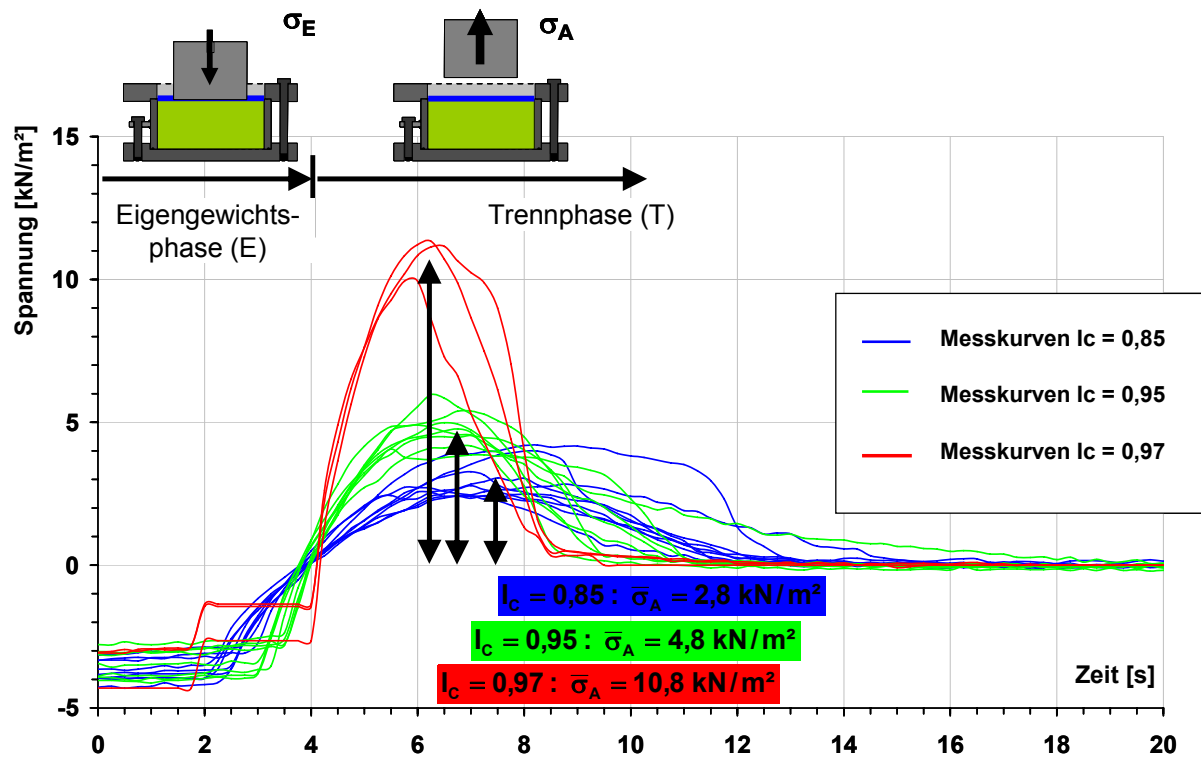 σE
σA
15
10
5
0
-5
Spannung [kN/m²]
Eigengewichts-
phase (E)
Trennphase (T)
Messkurven Ic = 0,85
Messkurven Ic = 0,95
Messkurven Ic = 0,97
IC = 0,85 : σA = 2,8 kN/m²
IC = 0,95 : σ̅A = 4,8 kN/m²
IC = 0,97 : σ̅A = 10,8 kN/m²
Zeit [s]
0 2 4 6 8 10 12 14 16 18 20